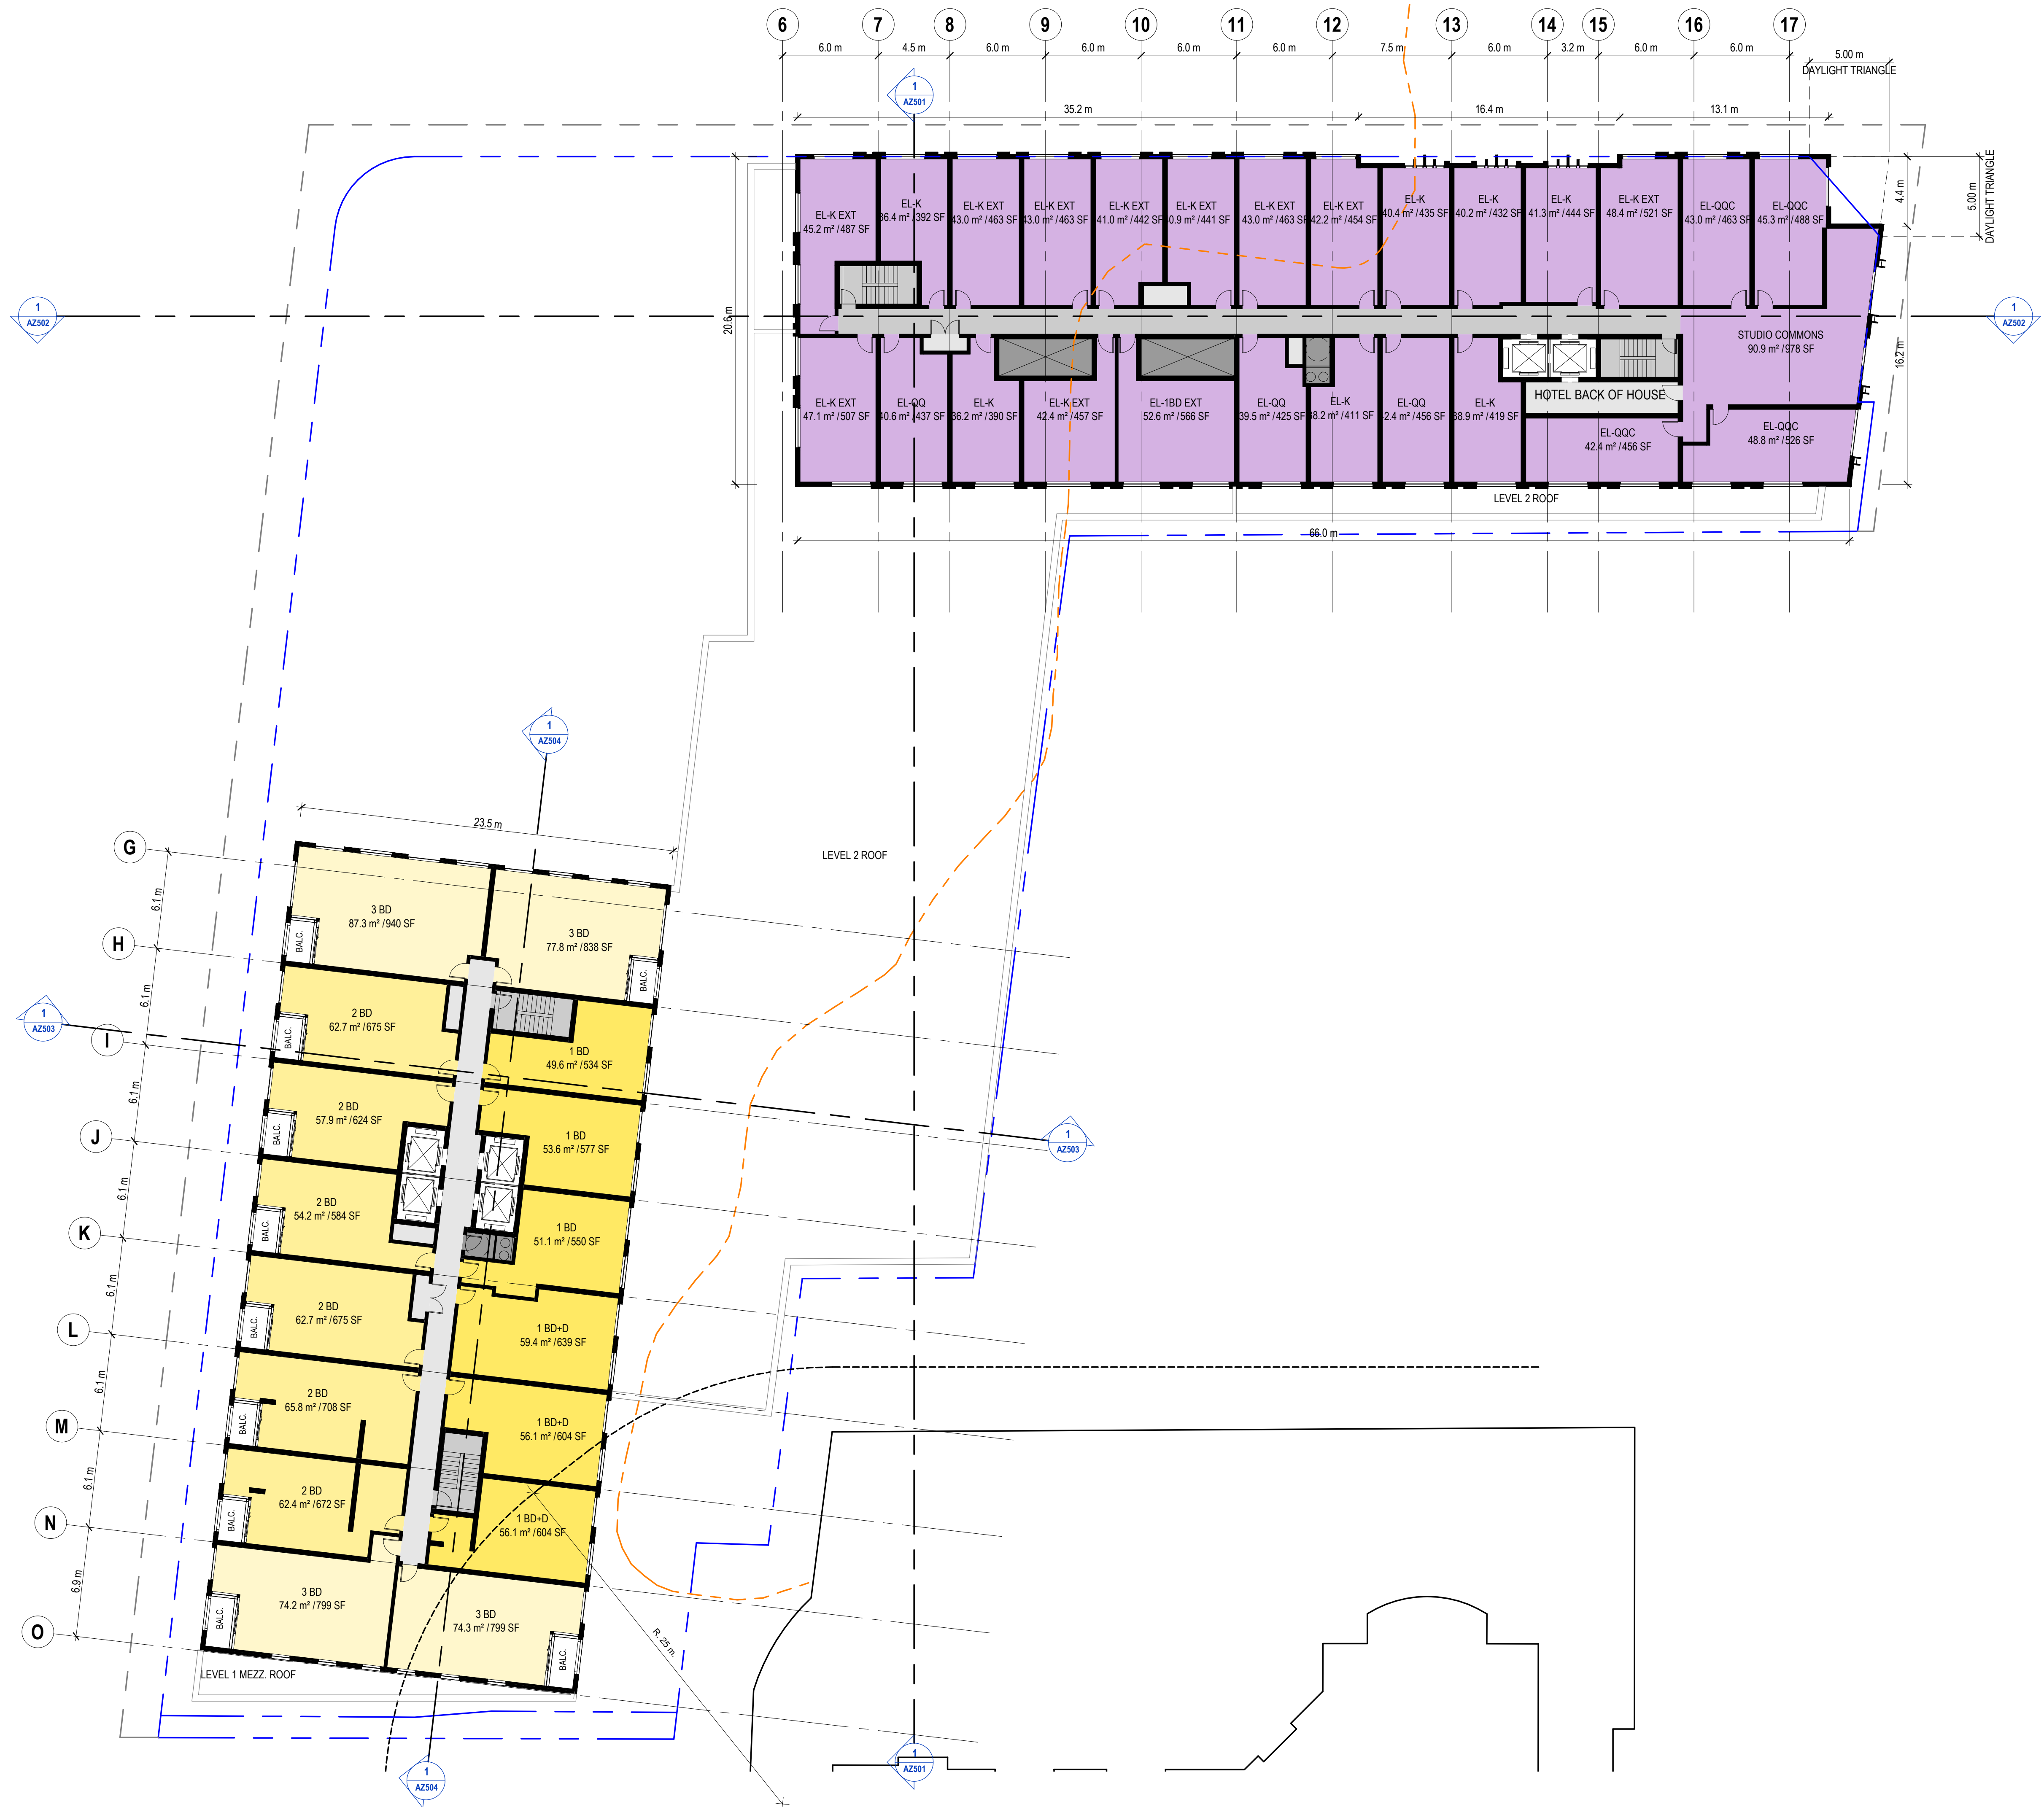 6 7 8 9 10 11 12 13 14 15 16 17
6.0 m 4.5 m 6.0 m 6.0 m 6.0 m 6.0 m 7.5 m 6.0 m 3.2 m 6.0 m 6.0 m
5.00 m
DAYLIGHT TRIANGLE
1
AZ501
35.2 m 16.4 m 13.1 m
4.4 m
5.00 m
DAYLIGHT TRIANGLE
EL-K EXT
45.2 m² / 487 SF
EL-K
36.4 m² / 392 SF
EL-K EXT
43.0 m² / 463 SF
EL-K EXT
43.0 m² / 463 SF
EL-K EXT
41.0 m² / 442 SF
EL-K EXT
40.9 m² / 441 SF
EL-K EXT
43.0 m² / 463 SF
EL-K EXT
42.2 m² / 454 SF
EL-K
40.4 m² / 435 SF
EL-K
40.2 m² / 432 SF
EL-K
41.3 m² / 444 SF
EL-K EXT
48.4 m² / 521 SF
EL-QQC
43.0 m² / 463 SF
EL-QQC
45.3 m² / 488 SF
1
AZ502
1
AZ502
20.6 m
16.2 m
STUDIO COMMONS
90.9 m² / 978 SF
HOTEL BACK OF HOUSE
EL-K EXT
47.1 m² / 507 SF
EL-QQ
40.6 m² / 437 SF
EL-K
36.2 m² / 390 SF
EL-K EXT
42.4 m² / 457 SF
EL-1BD EXT
52.6 m² / 566 SF
EL-QQ
39.5 m² / 425 SF
EL-K
38.2 m² / 411 SF
EL-QQ
42.4 m² / 456 SF
EL-K
38.9 m² / 419 SF
EL-QQC
42.4 m² / 456 SF
EL-QQC
48.8 m² / 526 SF
LEVEL 2 ROOF
66.0 m
1
AZ504
23.5 m
LEVEL 2 ROOF
G
H
I
J
K
L
M
N
O
6.1 m
6.1 m
6.1 m
6.1 m
6.1 m
6.1 m
6.1 m
6.9 m
3 BD
87.3 m² / 940 SF
BALC.
3 BD
77.8 m² / 838 SF
BALC.
2 BD
62.7 m² / 675 SF
BALC.
1
AZ503
1 BD
49.6 m² / 534 SF
2 BD
57.9 m² / 624 SF
BALC.
1 BD
53.6 m² / 577 SF
1
AZ503
2 BD
54.2 m² / 584 SF
BALC.
1 BD
51.1 m² / 550 SF
2 BD
62.7 m² / 675 SF
BALC.
1 BD+D
59.4 m² / 639 SF
2 BD
65.8 m² / 708 SF
BALC.
1 BD+D
56.1 m² / 604 SF
2 BD
62.4 m² / 672 SF
BALC.
1 BD+D
56.1 m² / 604 SF
3 BD
74.2 m² / 799 SF
BALC.
3 BD
74.3 m² / 799 SF
BALC.
R. 25 m.
LEVEL 1 MEZZ. ROOF
1
AZ504
1
AZ501